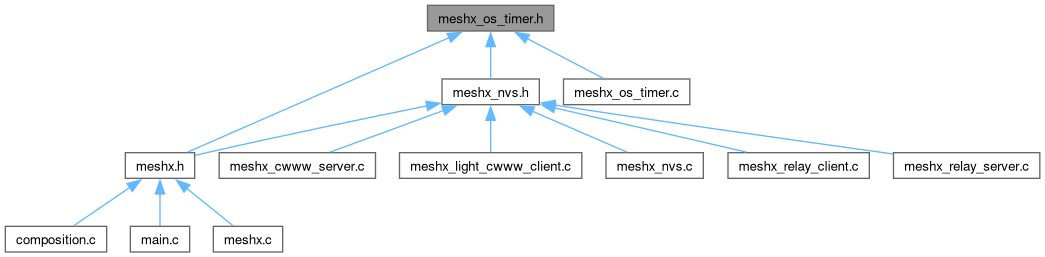 meshx_os_timer.h
meshx_nvs.h
meshx_os_timer.c
meshx.h
meshx_cwww_server.c
meshx_light_cwww_client.c
meshx_nvs.c
meshx_relay_client.c
meshx_relay_server.c
composition.c
main.c
meshx.c